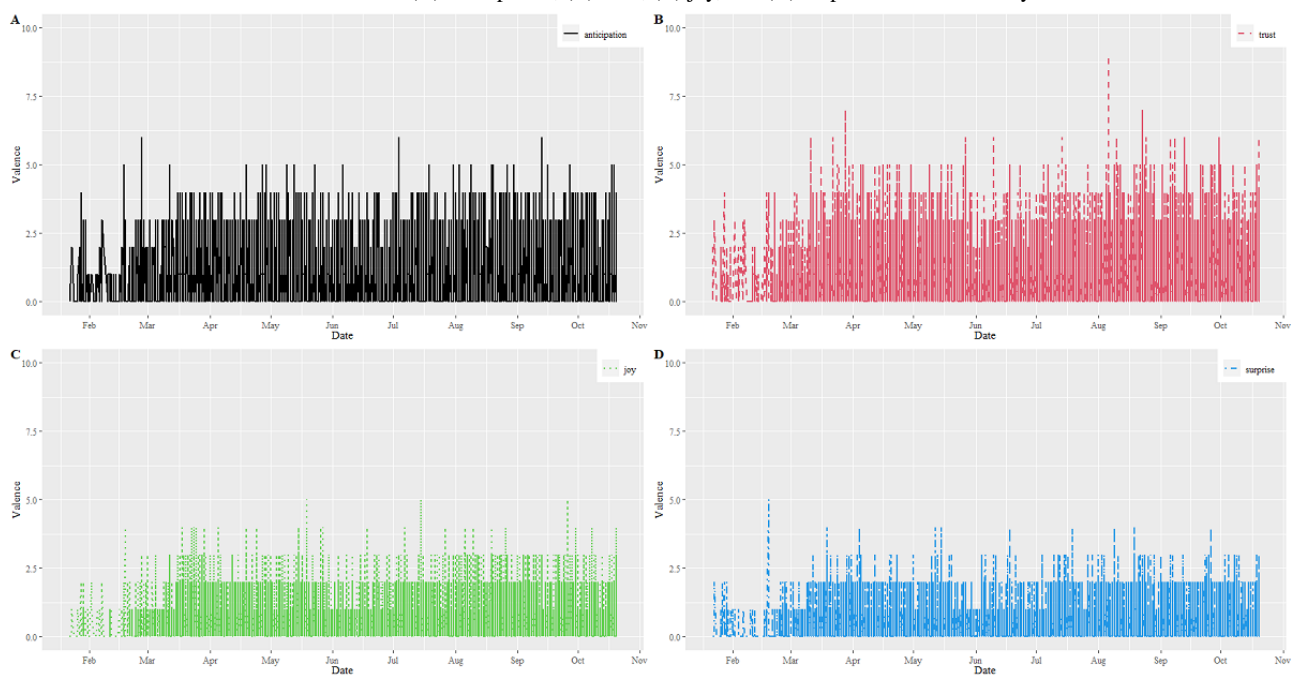 A
10.0
7.5
5.0
2.5
0.0
Valence
anticipation
Feb Mar Apr May Jun Jul Aug Sep Oct Nov
Date
B
10.0
7.5
5.0
2.5
0.0
Valence
trust
Feb Mar Apr May Jun Jul Aug Sep Oct Nov
Date
C
10.0
7.5
5.0
2.5
0.0
Valence
joy
Feb Mar Apr May Jun Jul Aug Sep Oct Nov
Date
D
10.0
7.5
5.0
2.5
0.0
Valence
surprise
Feb Mar Apr May Jun Jul Aug Sep Oct Nov
Date